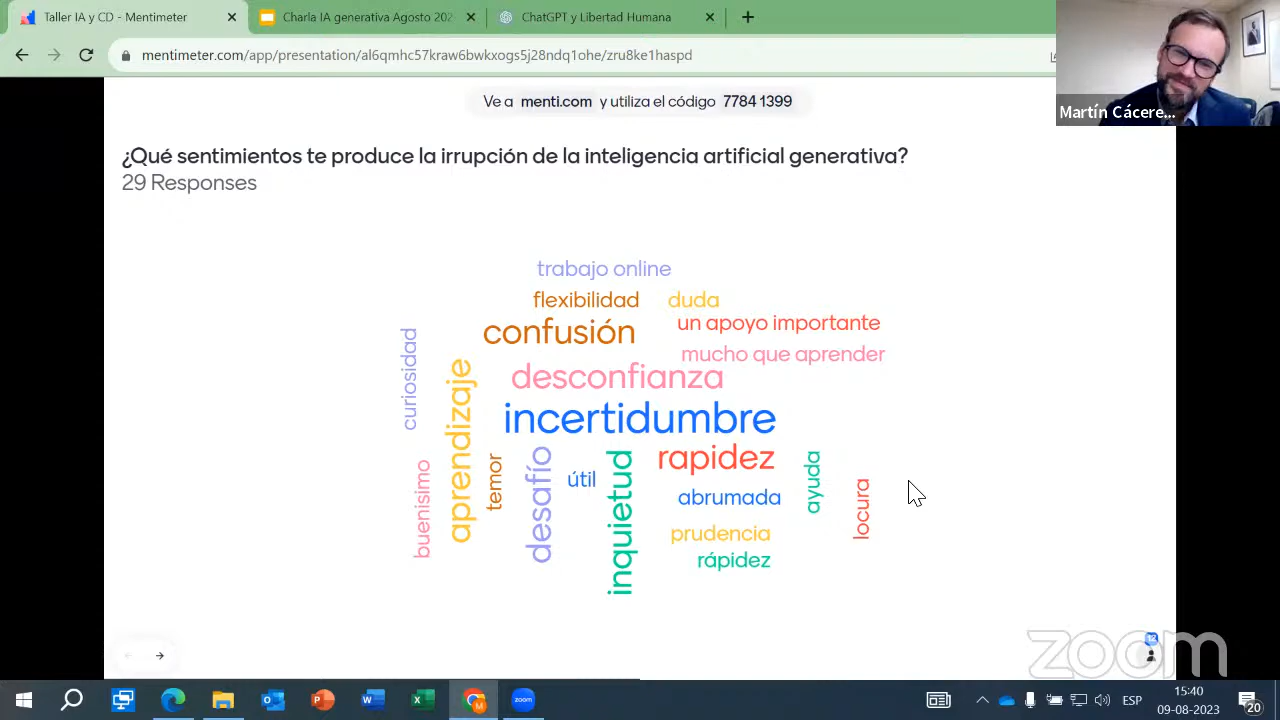 Taller IA y CD - Mentimeter
Charla IA generativa Agosto 202
ChatGPT y Libertad Humana
mentimeter.com/app/presentation/al6qmhc57kraw6bwkxogs5j28ndq1ohe/zru8ke1haspd
Martín Cácere...
Ve a menti.com y utiliza el código 7784 1399
¿Qué sentimientos te produce la irrupción de la inteligencia artificial generativa?
29 Responses
trabajo online
flexibilidad
duda
confusión
un apoyo importante
mucho que aprender
curiosidad
aprendizaje
desconfianza
incertidumbre
buenisimo
temor
desafío
útil
inquietud
rapidez
abrumada
ayuda
locura
prudencia
rápidez
12
zoom
zoom
ESP
15:40
09-08-2023
20